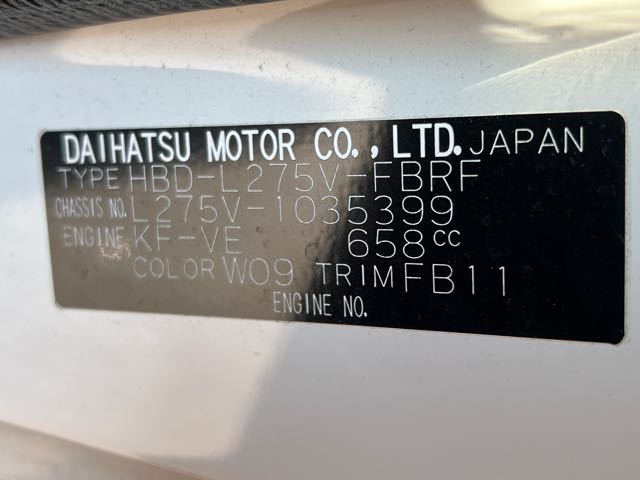 DAIHATSU MOTOR CO., LTD. JAPAN
TYPE HBD-L275V-FBRF
CHASSIS NO. L275V-1035399
ENGINE KF-VE 658cc
COLOR W09 TRIM FB11
ENGINE NO.